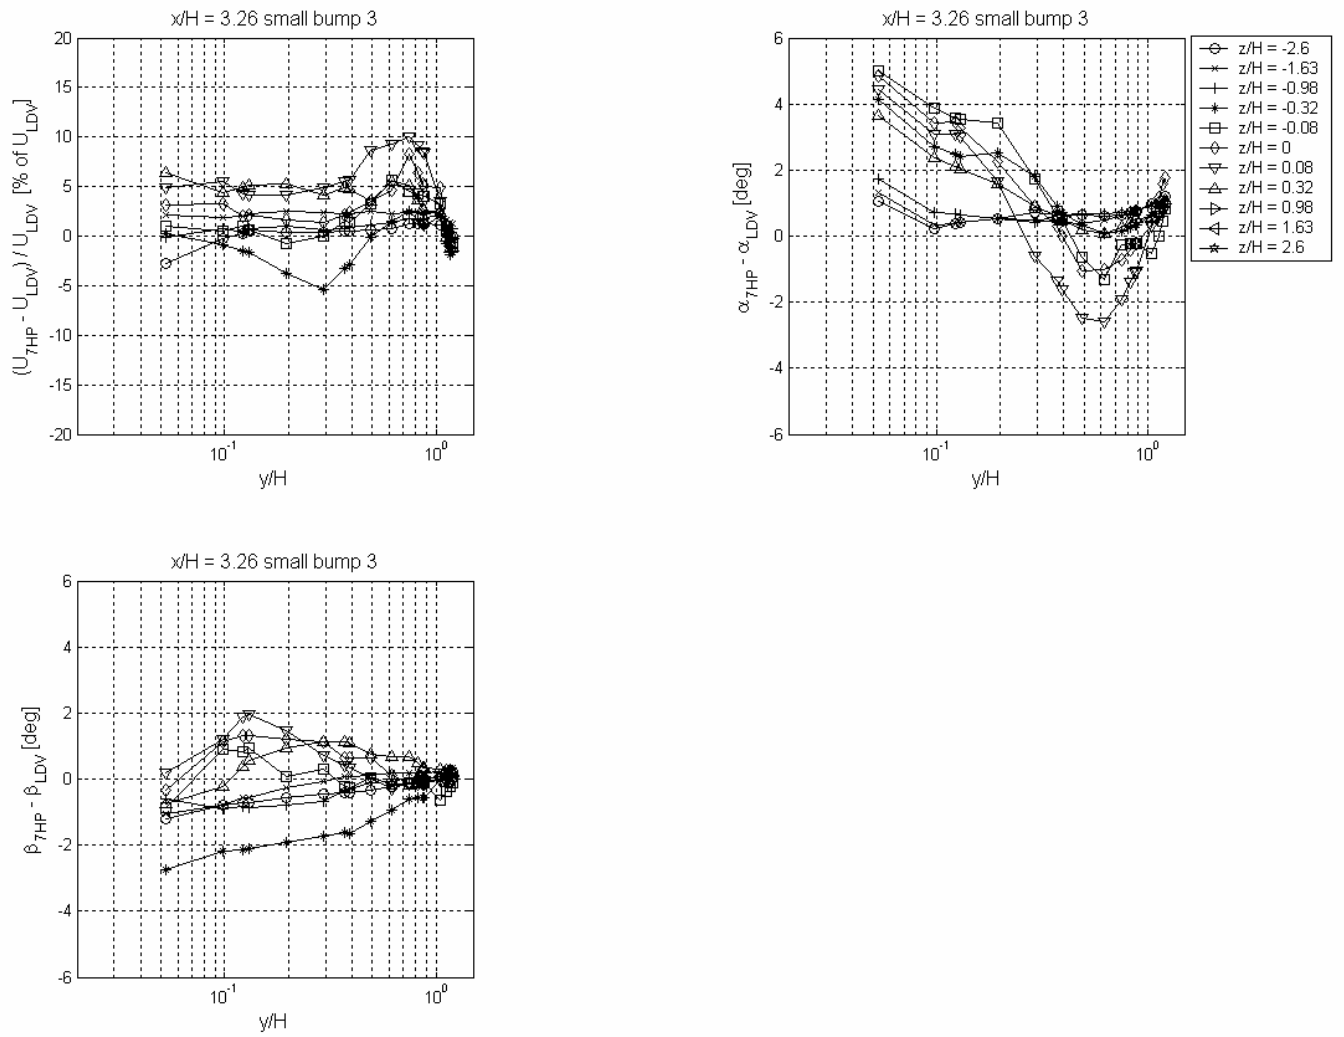 x/H = 3.26 small bump 3
20
15
10
5
0
-5
-10
-15
-20
(U7HP - ULDV) / ULDV [% of ULDV]
10-1
100
y/H
x/H = 3.26 small bump 3
6
4
2
0
-2
-4
-6
α7HP - αLDV [deg]
10-1
100
y/H
z/H = -2.6
z/H = -1.63
z/H = -0.98
z/H = -0.32
z/H = -0.08
z/H = 0
z/H = 0.08
z/H = 0.32
z/H = 0.98
z/H = 1.63
z/H = 2.6
x/H = 3.26 small bump 3
6
4
2
0
-2
-4
-6
β7HP - βLDV [deg]
10-1
100
y/H